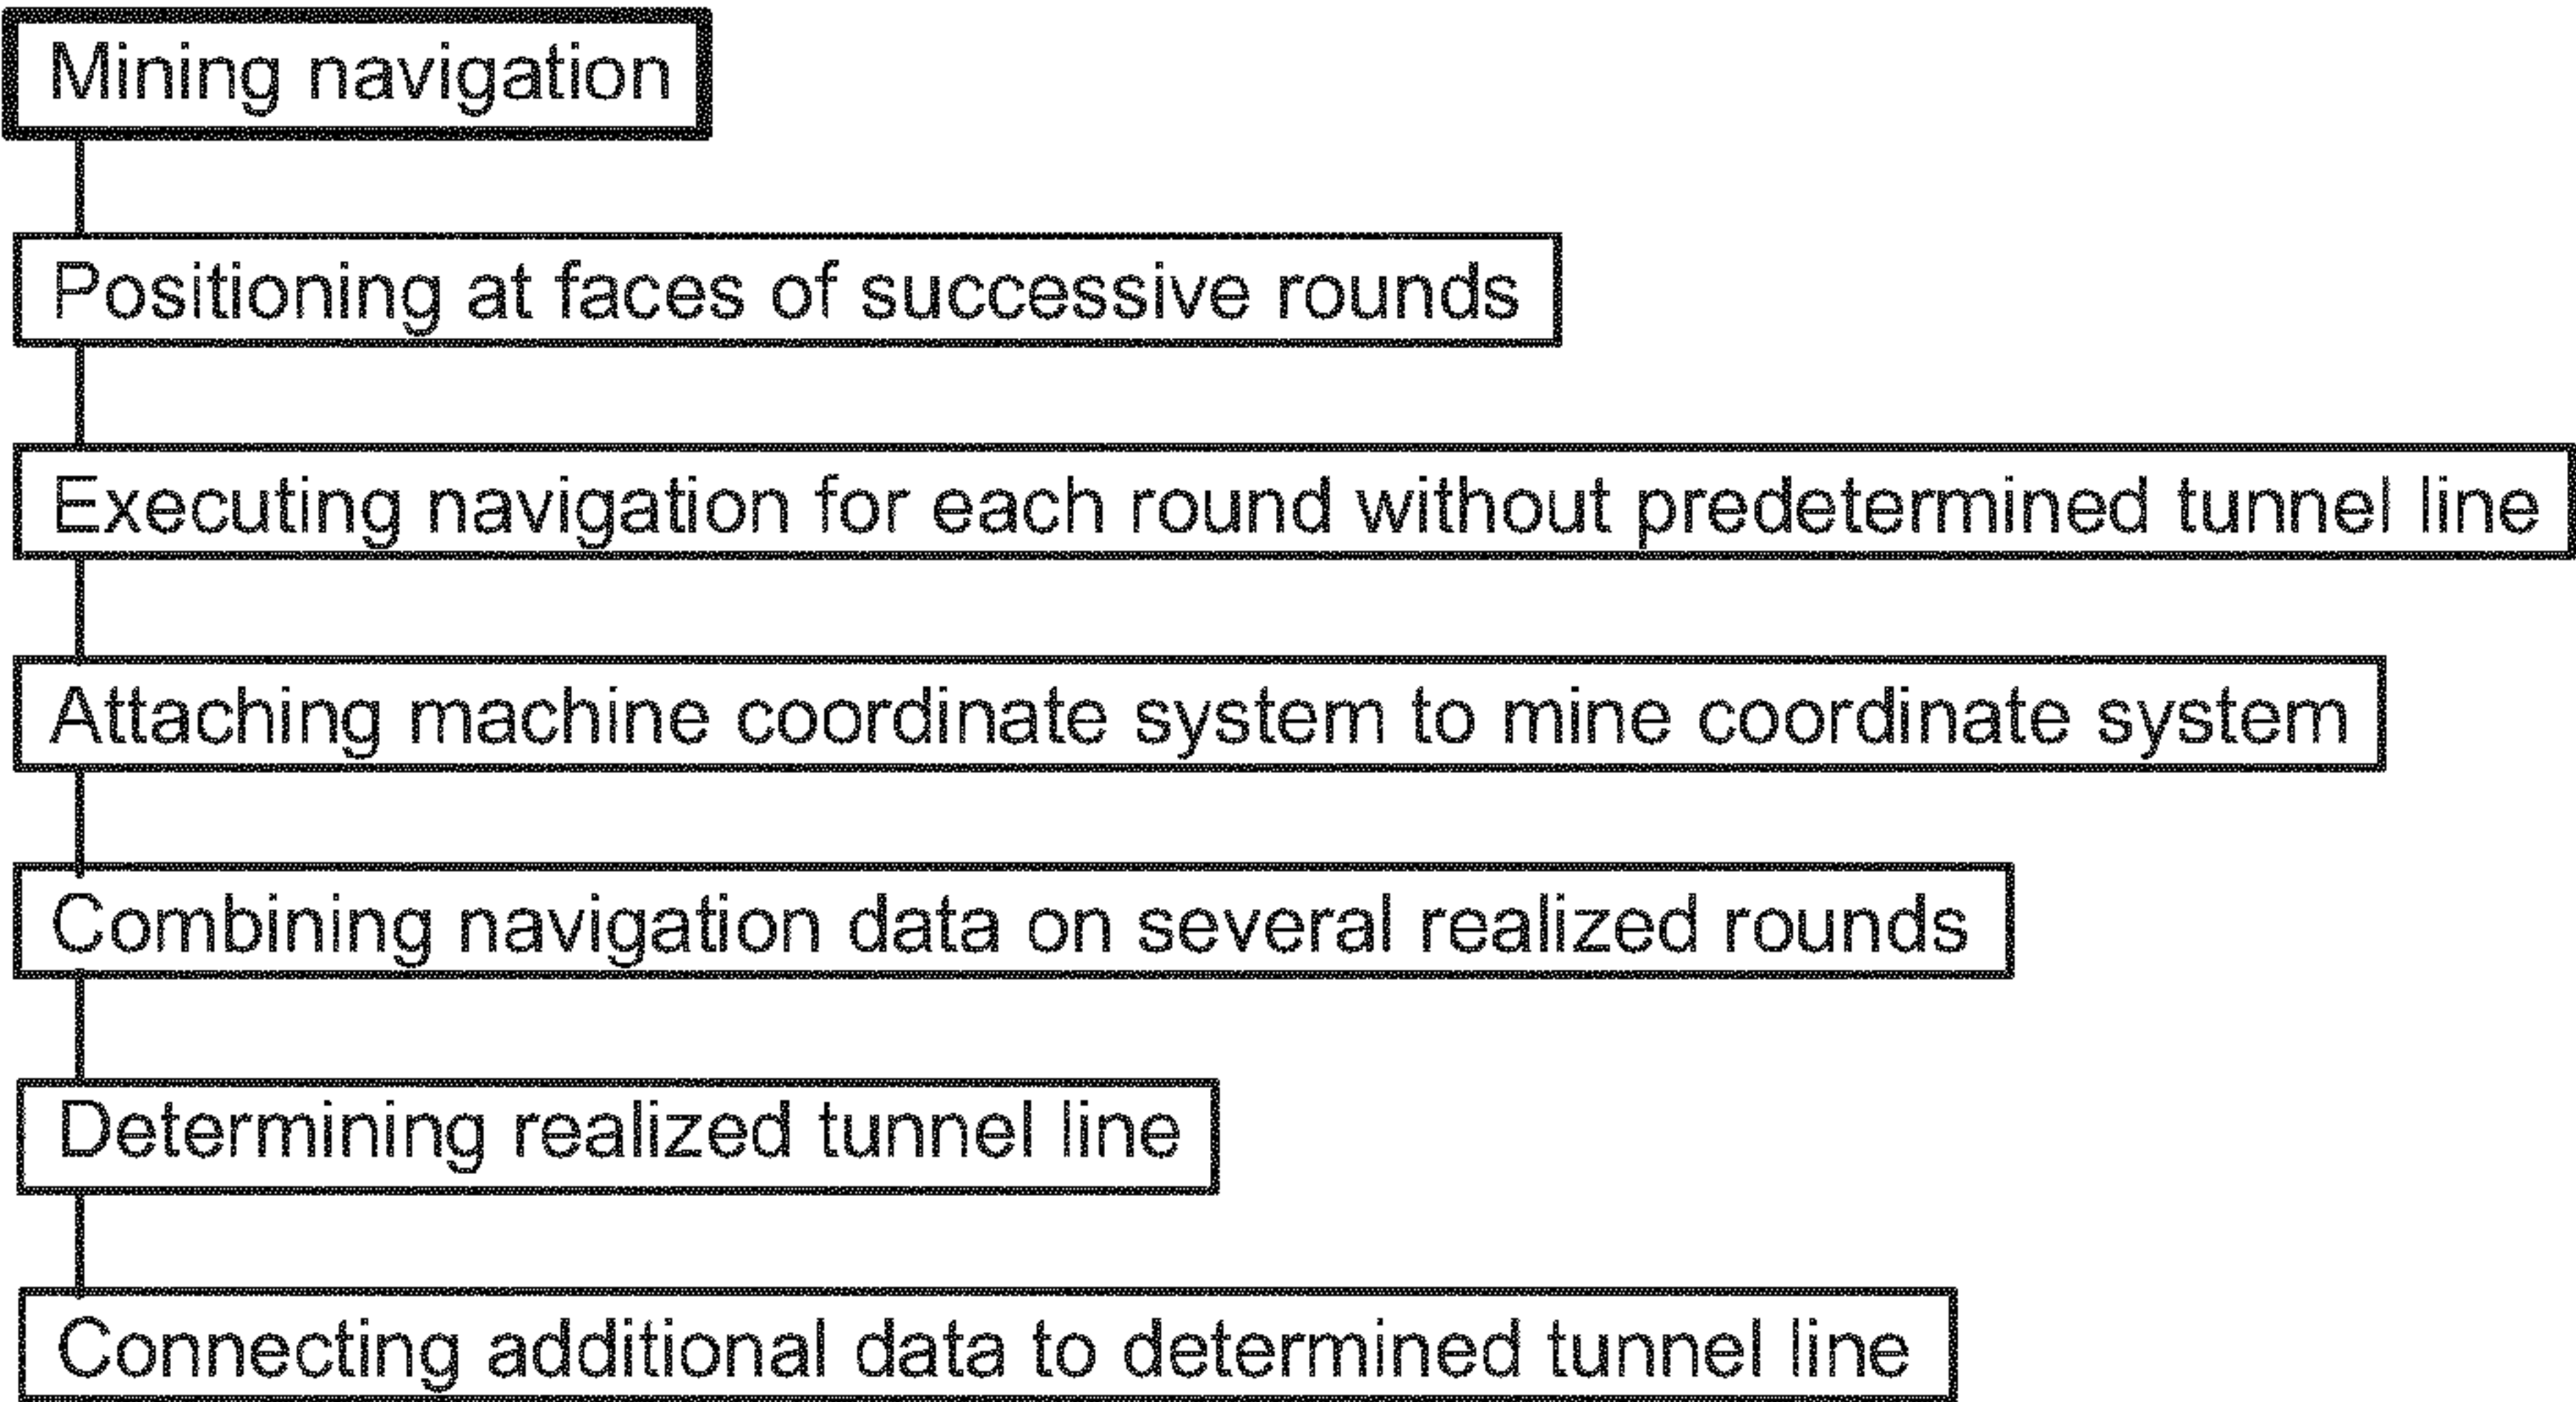 Mining navigation
Positioning at faces of successive rounds
Executing navigation for each round without predetermined tunnel line
Attaching machine coordinate system to mine coordinate system
Combining navigation data on several realized rounds
Determining realized tunnel line
Connecting additional data to determined tunnel line